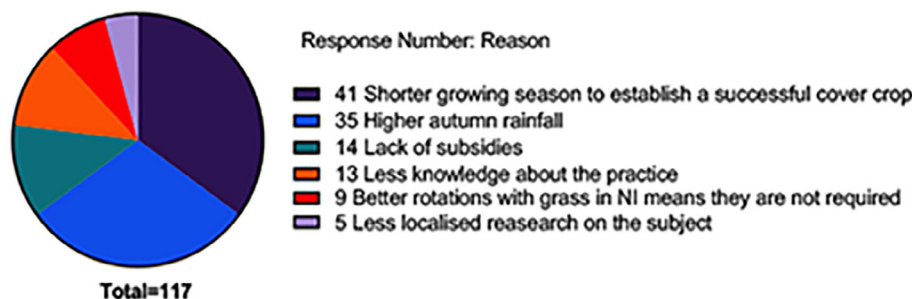 Response Number: Reason
41 Shorter growing season to establish a successful cover crop
35 Higher autumn rainfall
14 Lack of subsidies
13 Less knowledge about the practice
9 Better rotations with grass in NI means they are not required
5 Less localised reasearch on the subject
Total=117